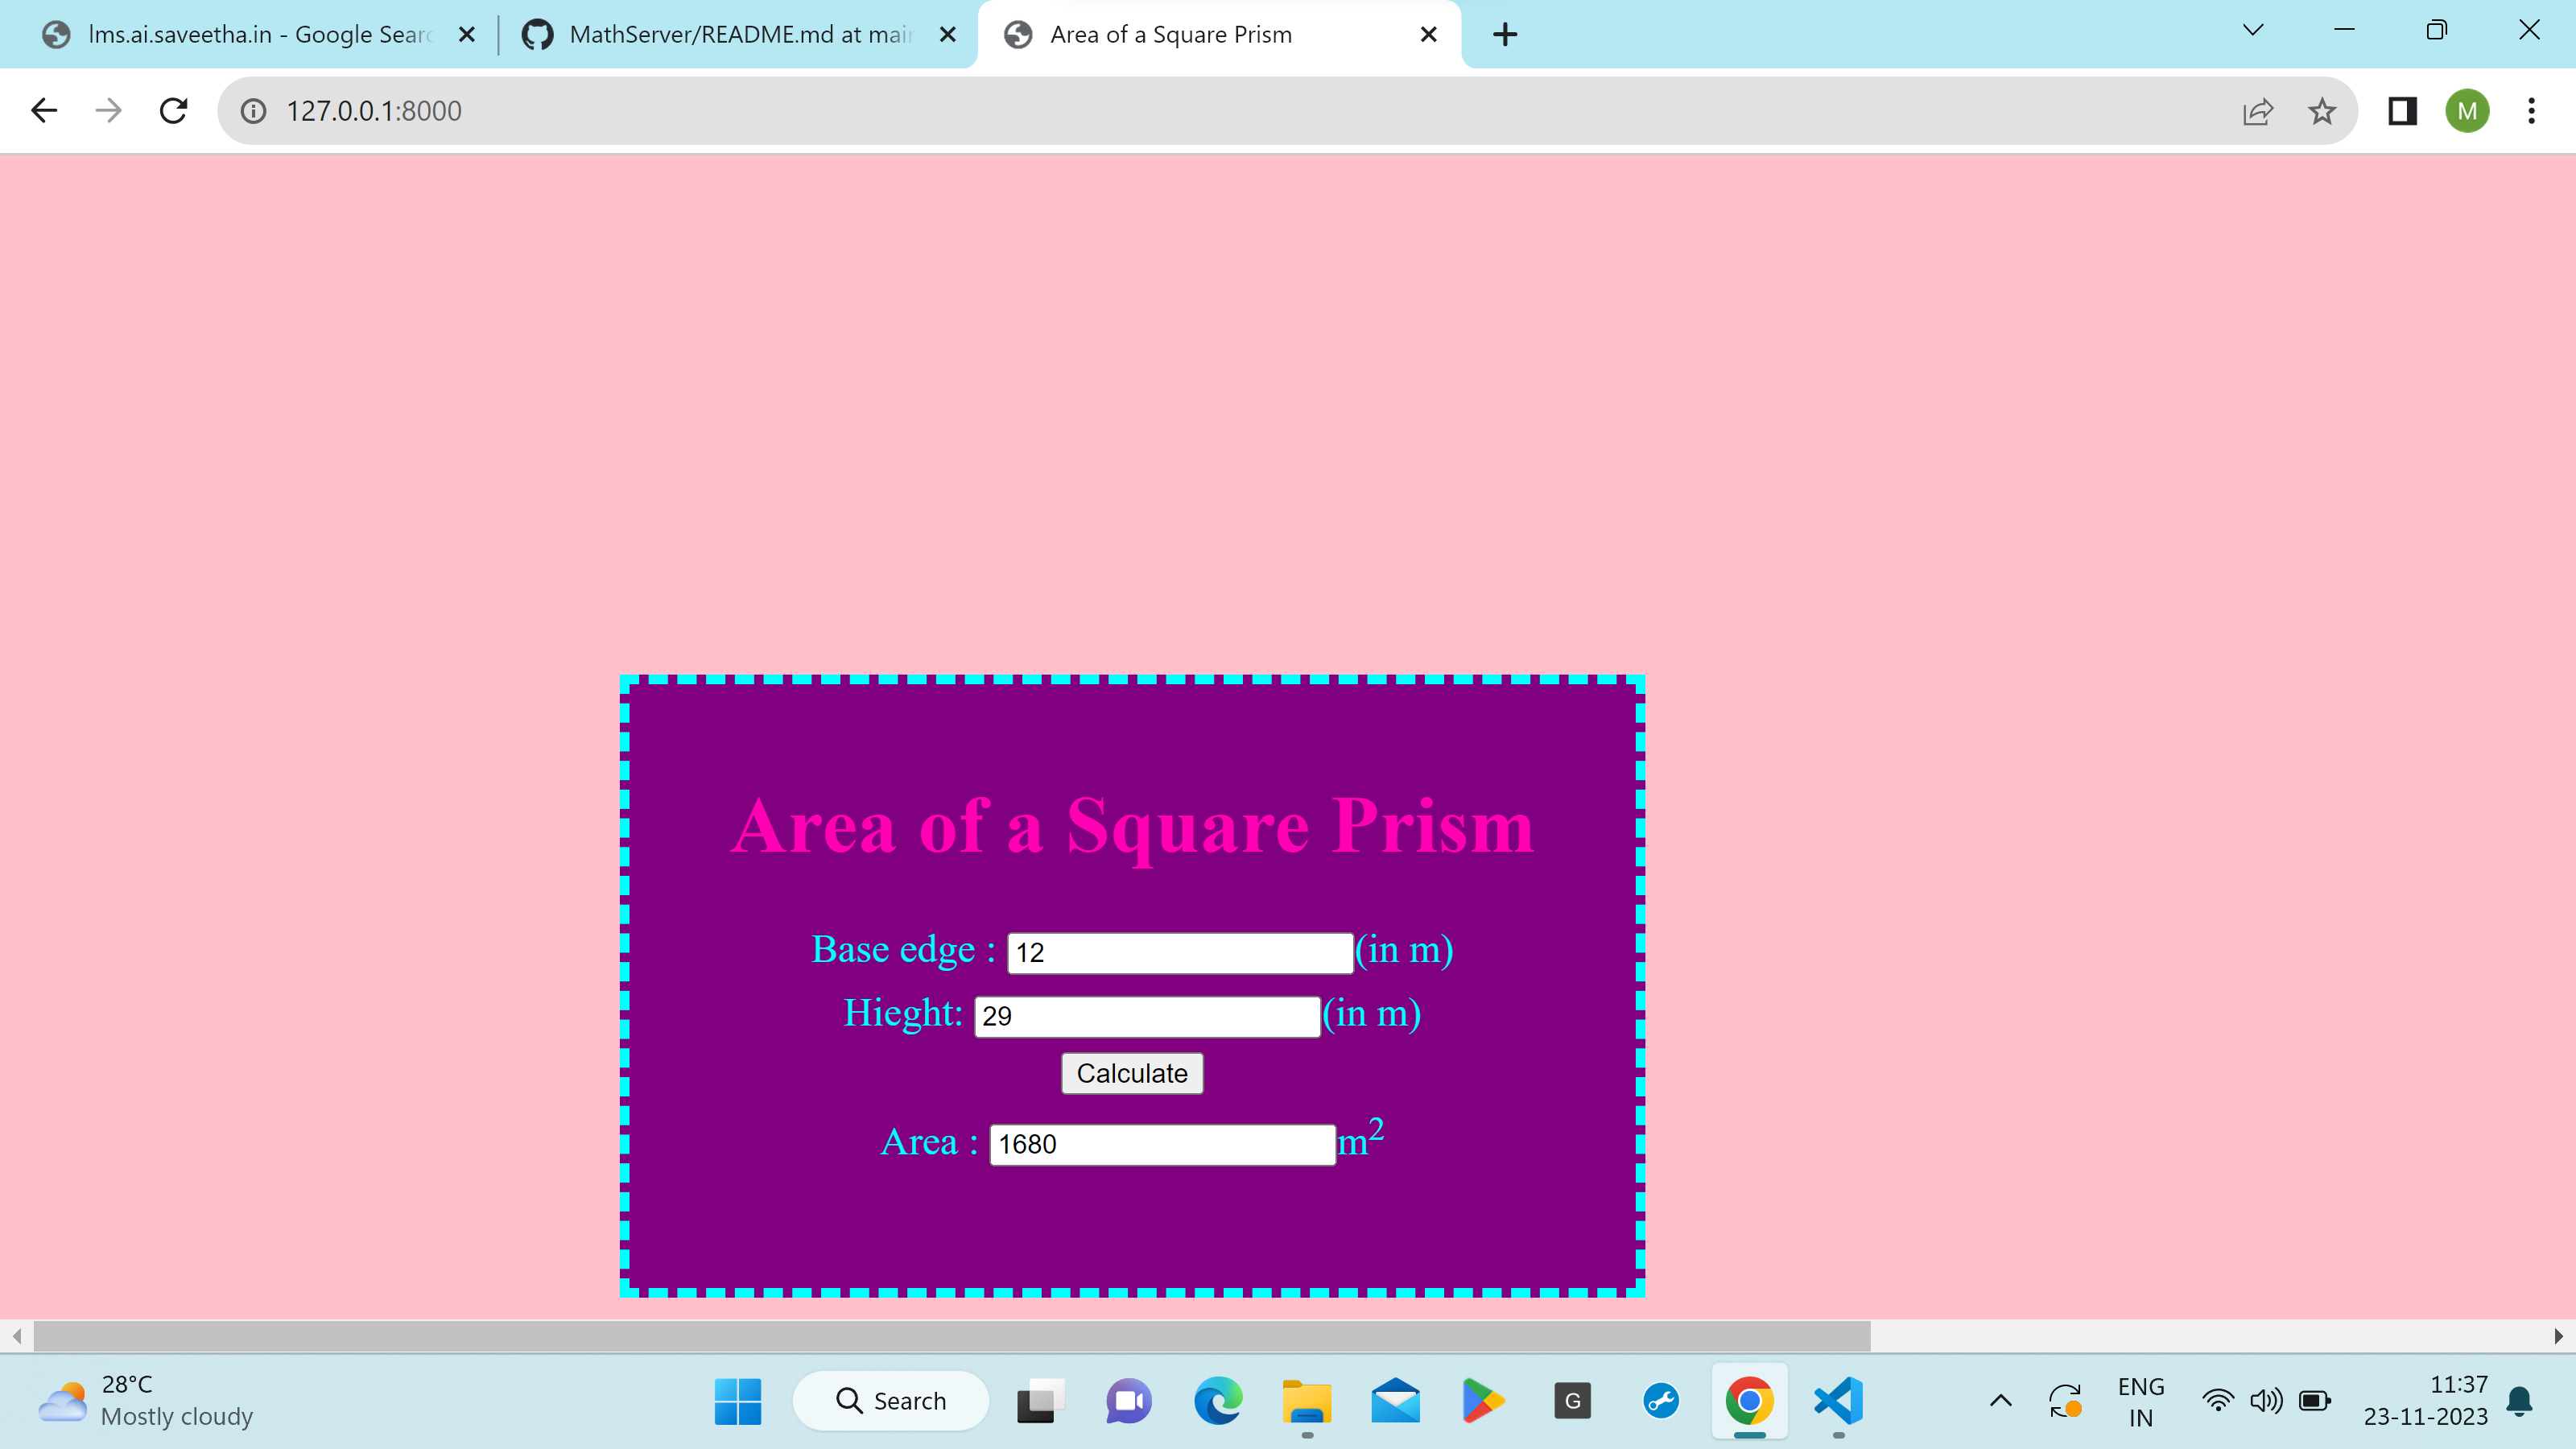 lms.ai.saveetha.in - Google Sear
MathServer/README.md at mai
Area of a Square Prism
127.0.0.1:8000
M
Area of a Square Prism
Base edge : 12 (in m)
Hieght: 29 (in m)
Calculate
Area : 1680 m²
28°C
Mostly cloudy
Search
G
ENG
IN
11:37
23-11-2023